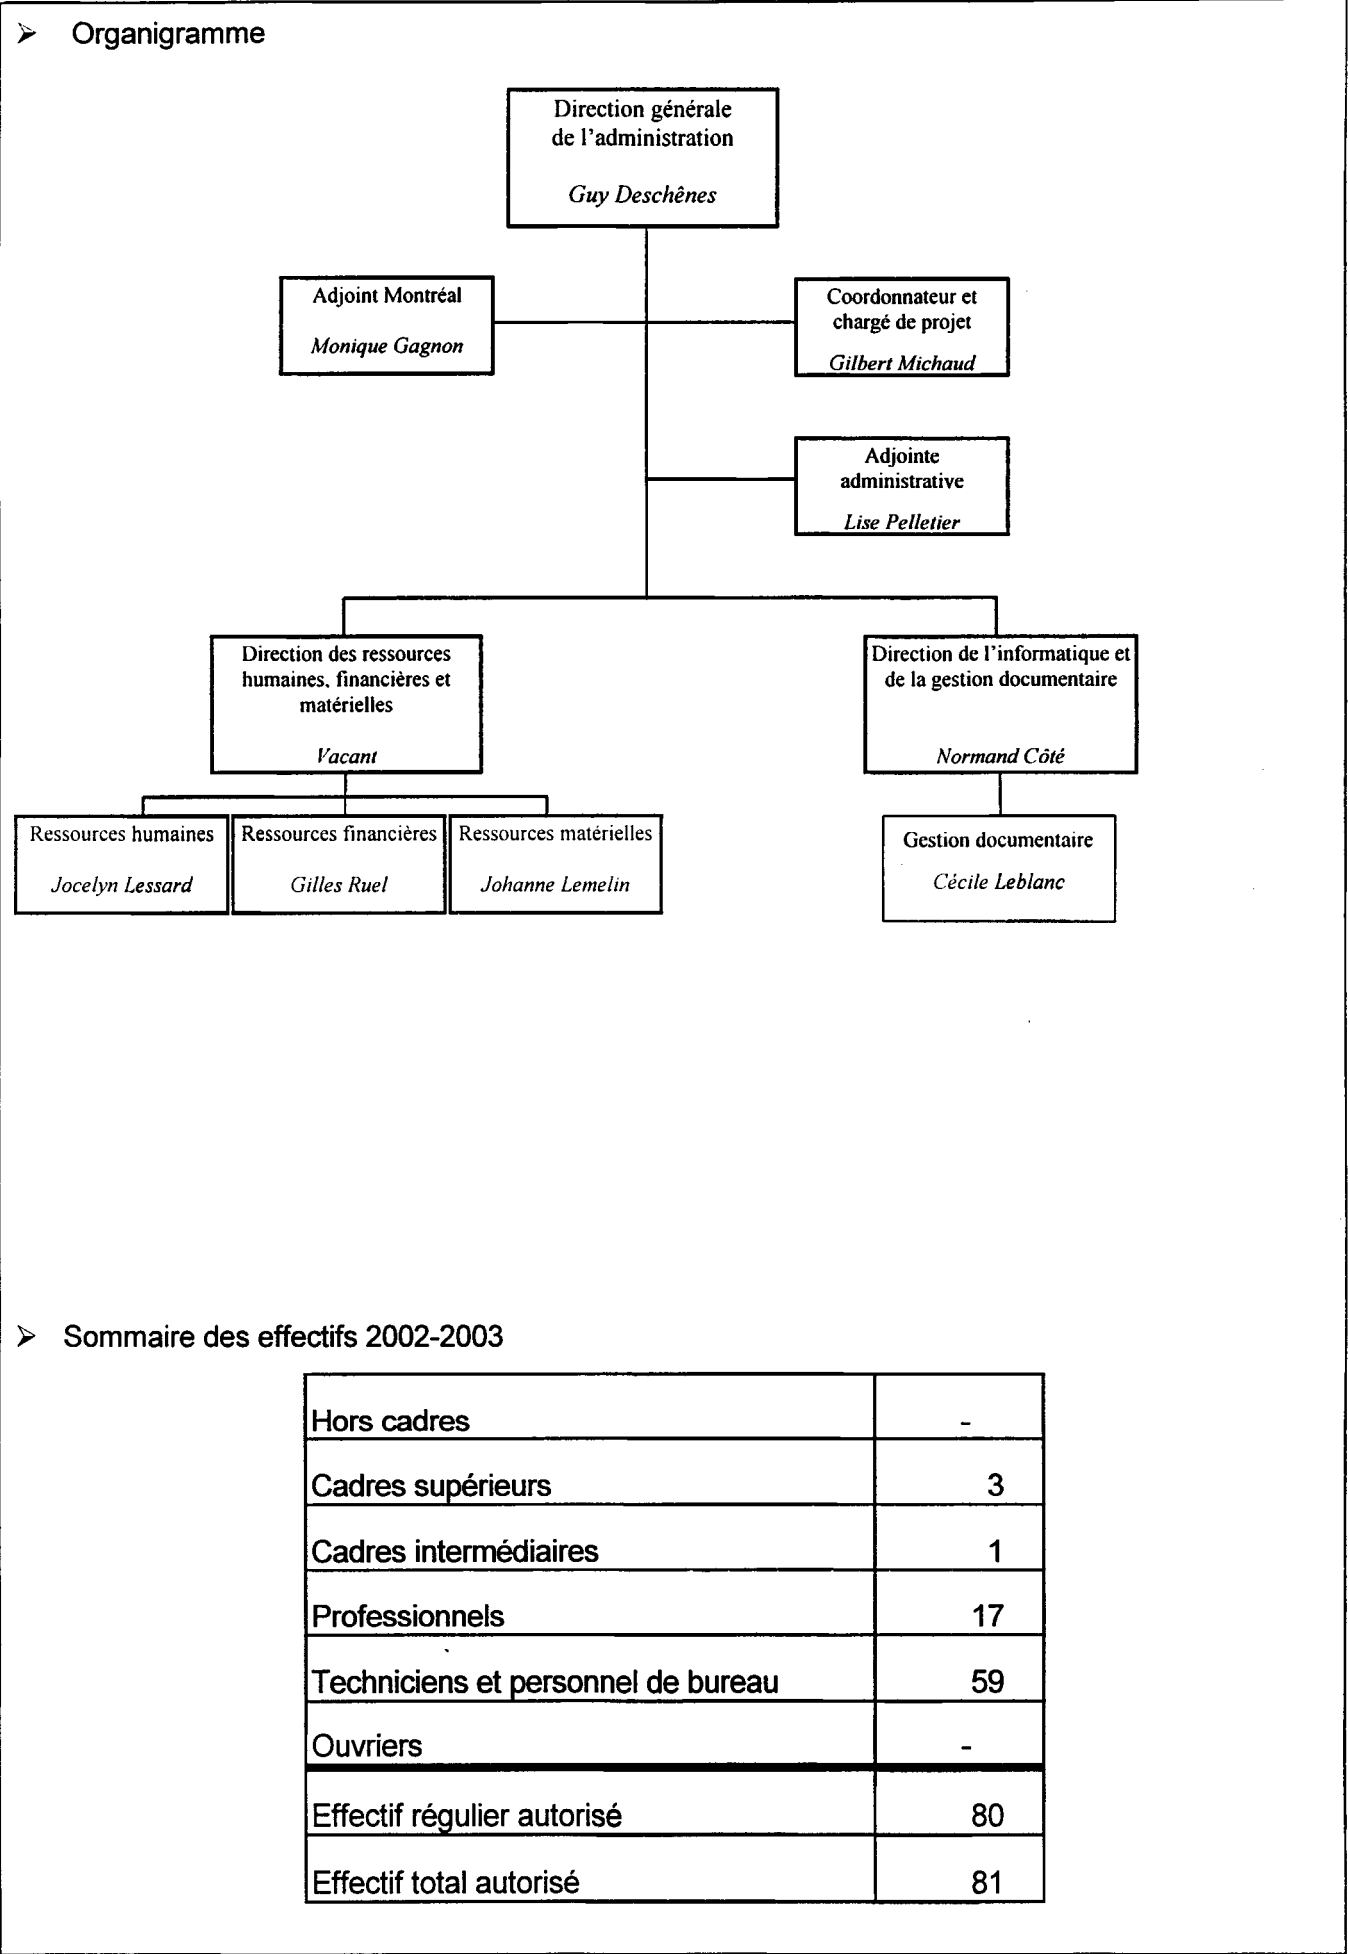 ➢ Organigramme
Direction générale
de l'administration
Guy Deschênes
Adjoint Montréal
Monique Gagnon
Coordonnateur et
chargé de projet
Gilbert Michaud
Adjointe
administrative
Lise Pelletier
Direction des ressources
humaines, financières et
matérielles
Vacant
Direction de l'informatique et
de la gestion documentaire
Normand Côté
Ressources humaines
Jocelyn Lessard
Ressources financières
Gilles Ruel
Ressources matérielles
Johanne Lemelin
Gestion documentaire
Cécile Leblanc
➢ Sommaire des effectifs 2002-2003
Hors cadres -
Cadres supérieurs 3
Cadres intermédiaires 1
Professionnels 17
Techniciens et personnel de bureau 59
Ouvriers -
Effectif régulier autorisé 80
Effectif total autorisé 81